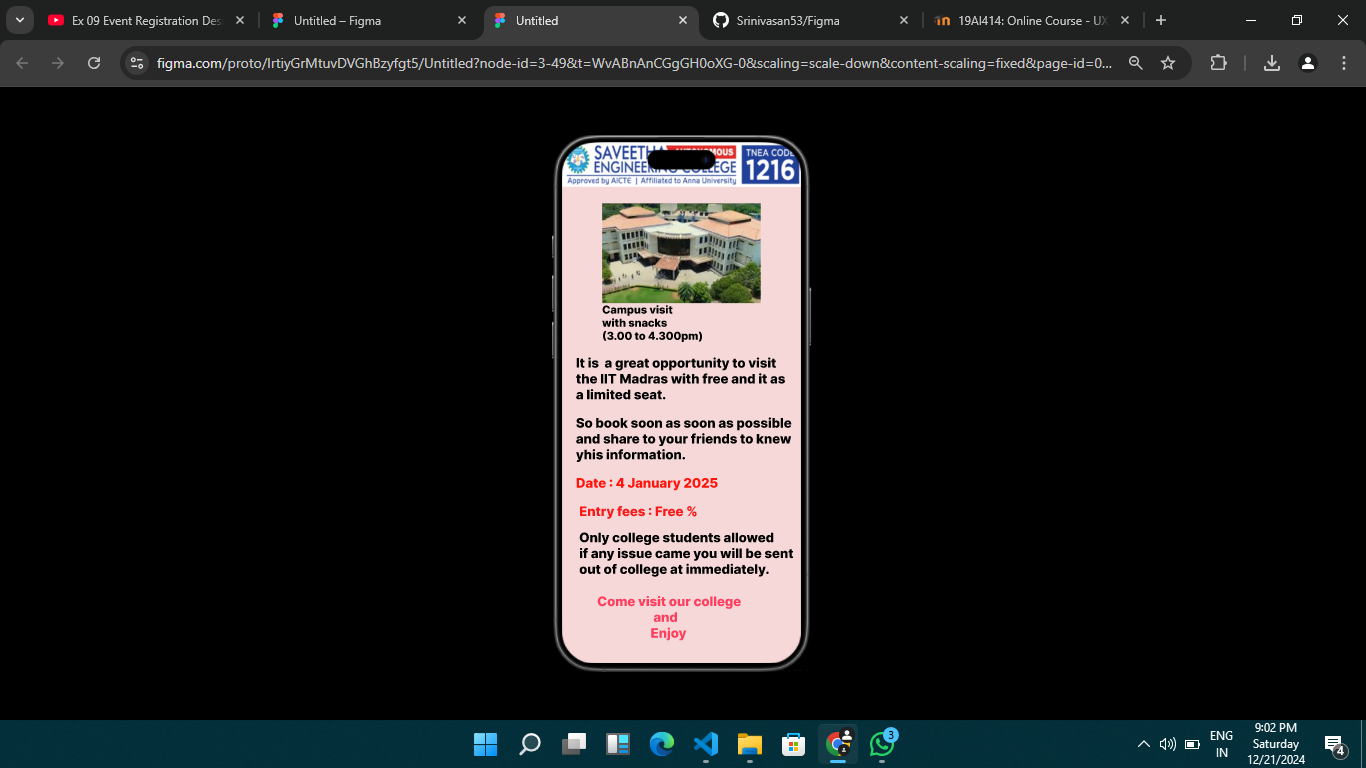 Ex 09 Event Registration Des
Untitled – Figma
Untitled
Srinivasan53/Figma
19AI414: Online Course - UX
figma.com/proto/IrtiyGrMtuvDVGhBzyfgt5/Untitled?node-id=3-49&t=WvABnAnCGgGH0oXG-0&scaling=scale-down&content-scaling=fixed&page-id=0...
SAVEETHA AUTONOMOUS
ENGINEERING COLLEGE
Approved by AICTE | Affiliated to Anna University
TNEA CODE
1216
Campus visit
with snacks
(3.00 to 4.300pm)
It is a great opportunity to visit
the IIT Madras with free and it as
a limited seat.
So book soon as soon as possible
and share to your friends to knew
yhis information.
Date : 4 January 2025
Entry fees : Free %
Only college students allowed
if any issue came you will be sent
out of college at immediately.
Come visit our college
and
Enjoy
3
ENG
IN
9:02 PM
Saturday
12/21/2024
4